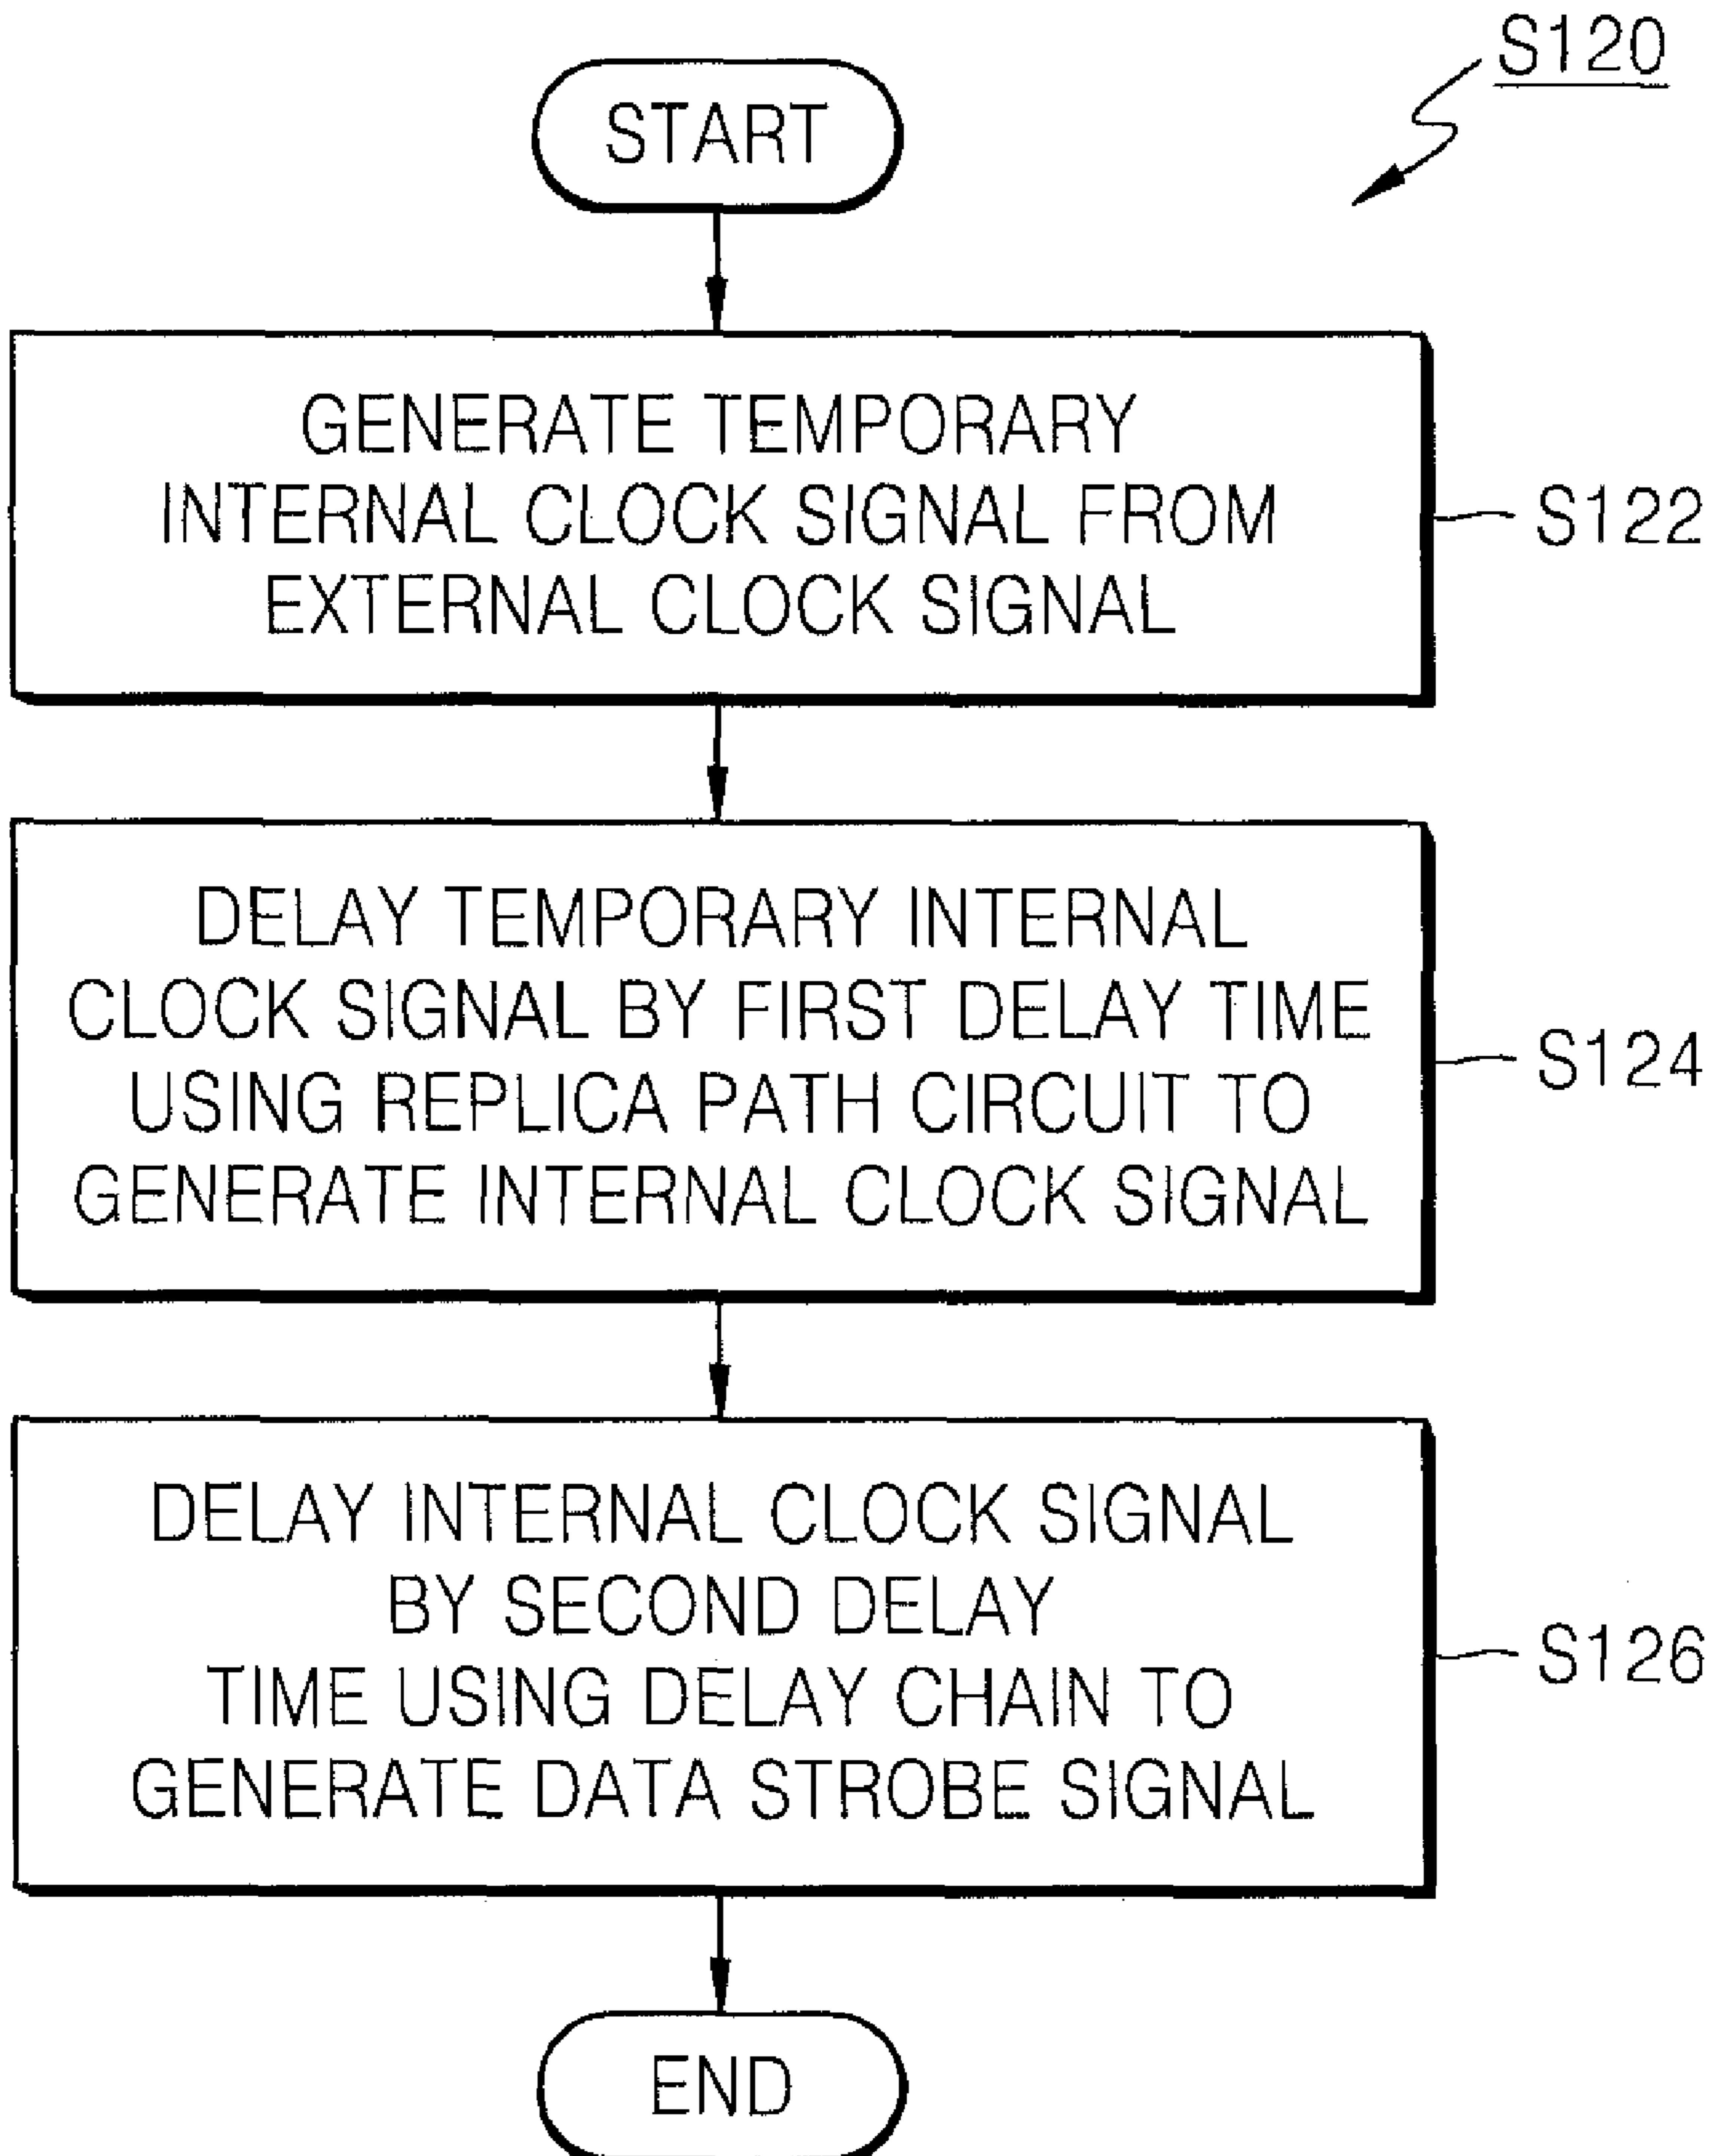 S120
START
GENERATE TEMPORARY
INTERNAL CLOCK SIGNAL FROM
EXTERNAL CLOCK SIGNAL
S122
DELAY TEMPORARY INTERNAL
CLOCK SIGNAL BY FIRST DELAY TIME
USING REPLICA PATH CIRCUIT TO
GENERATE INTERNAL CLOCK SIGNAL
S124
DELAY INTERNAL CLOCK SIGNAL
BY SECOND DELAY
TIME USING DELAY CHAIN TO
GENERATE DATA STROBE SIGNAL
S126
END